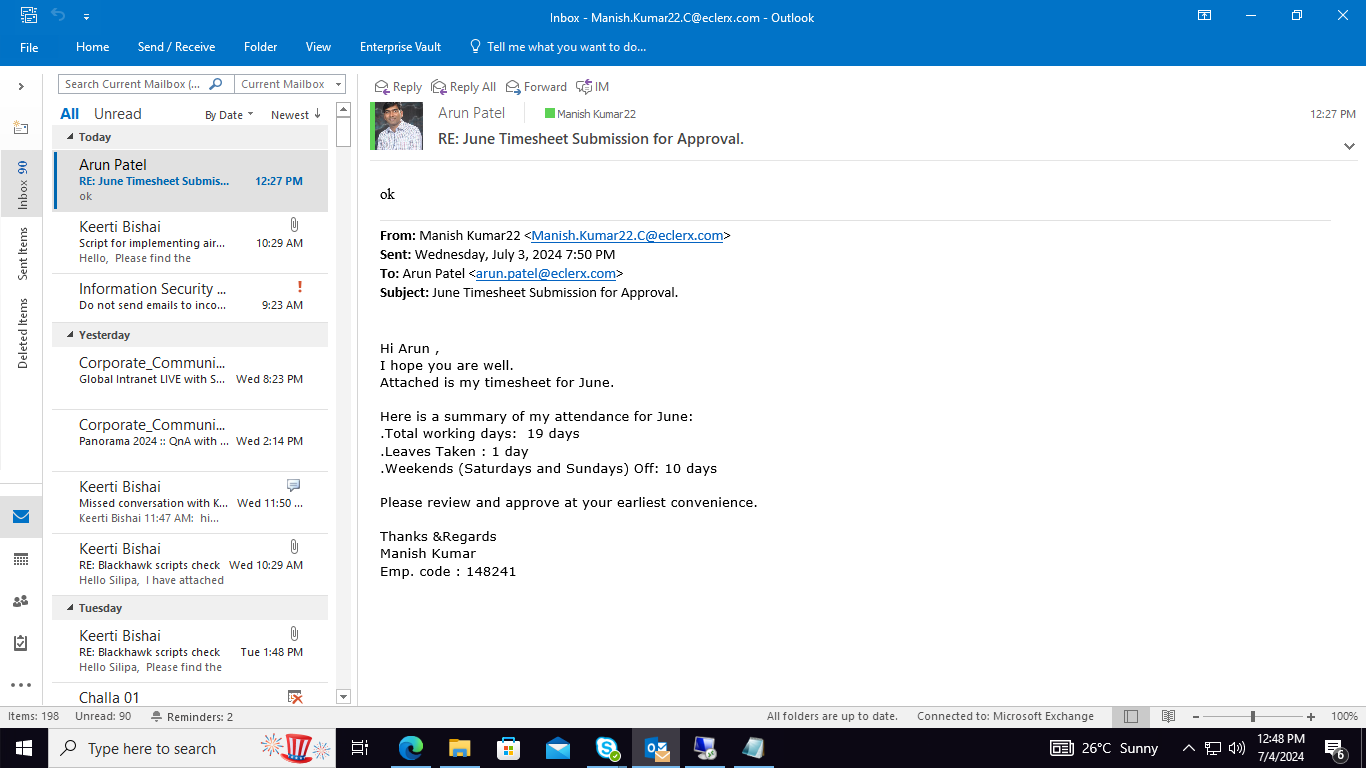 Inbox - Manish.Kumar22.C@eclerx.com - Outlook
File Home Send / Receive Folder View Enterprise Vault Tell me what you want to do...
Search Current Mailbox (... Current Mailbox
All Unread By Date Newest
Today
Arun Patel
RE: June Timesheet Submis... 12:27 PM
ok
Keerti Bishai
Script for implementing air... 10:29 AM
Hello, Please find the
Information Security ...
Do not send emails to inco... 9:23 AM
Yesterday
Corporate_Communi...
Global Intranet LIVE with S... Wed 8:23 PM
Corporate_Communi...
Panorama 2024 :: QnA with ... Wed 2:14 PM
Keerti Bishai
Missed conversation with K... Wed 11:50 ...
Keerti Bishai 11:47 AM: hi...
Keerti Bishai
RE: Blackhawk scripts check Wed 10:29 AM
Hello Silipa, I have attached
Tuesday
Keerti Bishai
RE: Blackhawk scripts check Tue 1:48 PM
Hello Silipa, Please find the
Challa 01
Inbox 90
Sent Items
Deleted Items
Reply Reply All Forward IM
Arun Patel Manish Kumar22 12:27 PM
RE: June Timesheet Submission for Approval.
ok
From: Manish Kumar22 <Manish.Kumar22.C@eclerx.com>
Sent: Wednesday, July 3, 2024 7:50 PM
To: Arun Patel <arun.patel@eclerx.com>
Subject: June Timesheet Submission for Approval.
Hi Arun ,
I hope you are well.
Attached is my timesheet for June.
Here is a summary of my attendance for June:
.Total working days: 19 days
.Leaves Taken : 1 day
.Weekends (Saturdays and Sundays) Off: 10 days
Please review and approve at your earliest convenience.
Thanks &Regards
Manish Kumar
Emp. code : 148241
Items: 198 Unread: 90 Reminders: 2 All folders are up to date. Connected to: Microsoft Exchange 100%
Type here to search 26°C Sunny 12:48 PM
7/4/2024 6